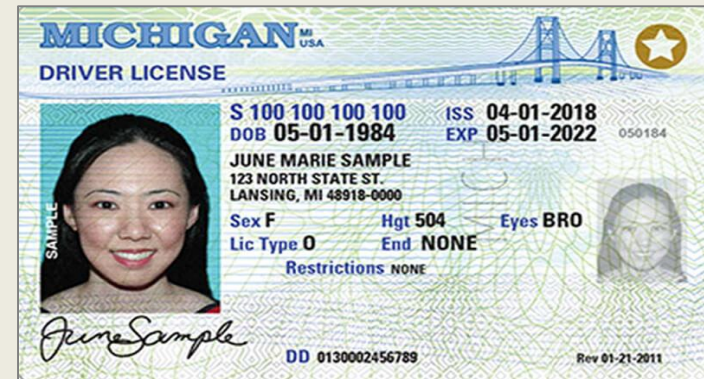 MICHIGAN MI USA
DRIVER LICENSE
S 100 100 100 100 ISS 04-01-2018
DOB 05-01-1984 EXP 05-01-2022 050184
JUNE MARIE SAMPLE
123 NORTH STATE ST.
LANSING, MI 48918-0000
Sex F Hgt 504 Eyes BRO
Lic Type O End NONE
Restrictions NONE
SAMPLE
June Sample
DD 0130002456789 Rev 01-21-2011